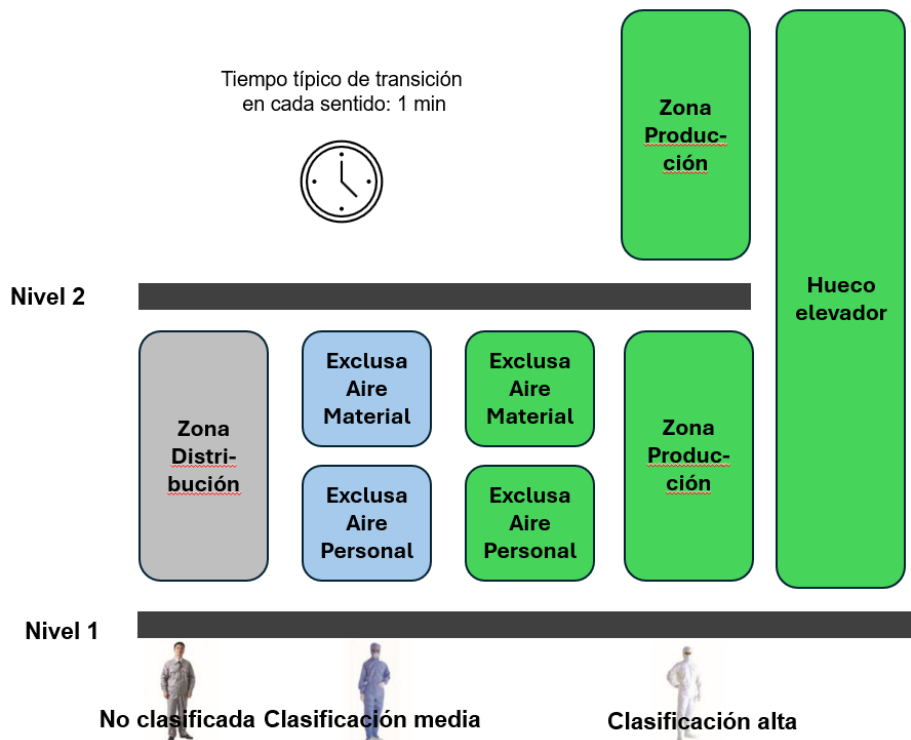 Tiempo típico de transición
en cada sentido: 1 min
Zona
Produc-
ción
Hueco
elevador
Nivel 2
Zona
Distri-
bución
Exclusa
Aire
Material
Exclusa
Aire
Material
Zona
Produc-
ción
Exclusa
Aire
Personal
Exclusa
Aire
Personal
Nivel 1
No clasificada
Clasificación media
Clasificación alta